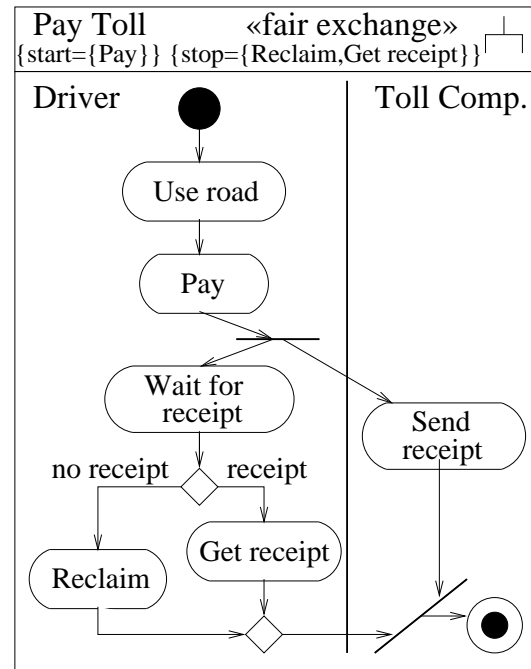 Pay Toll «fair exchange»
{start={Pay}} {stop={Reclaim,Get receipt}}
Driver
Toll Comp.
Use road
Pay
Wait for
receipt
Send
receipt
no receipt
receipt
Get receipt
Reclaim